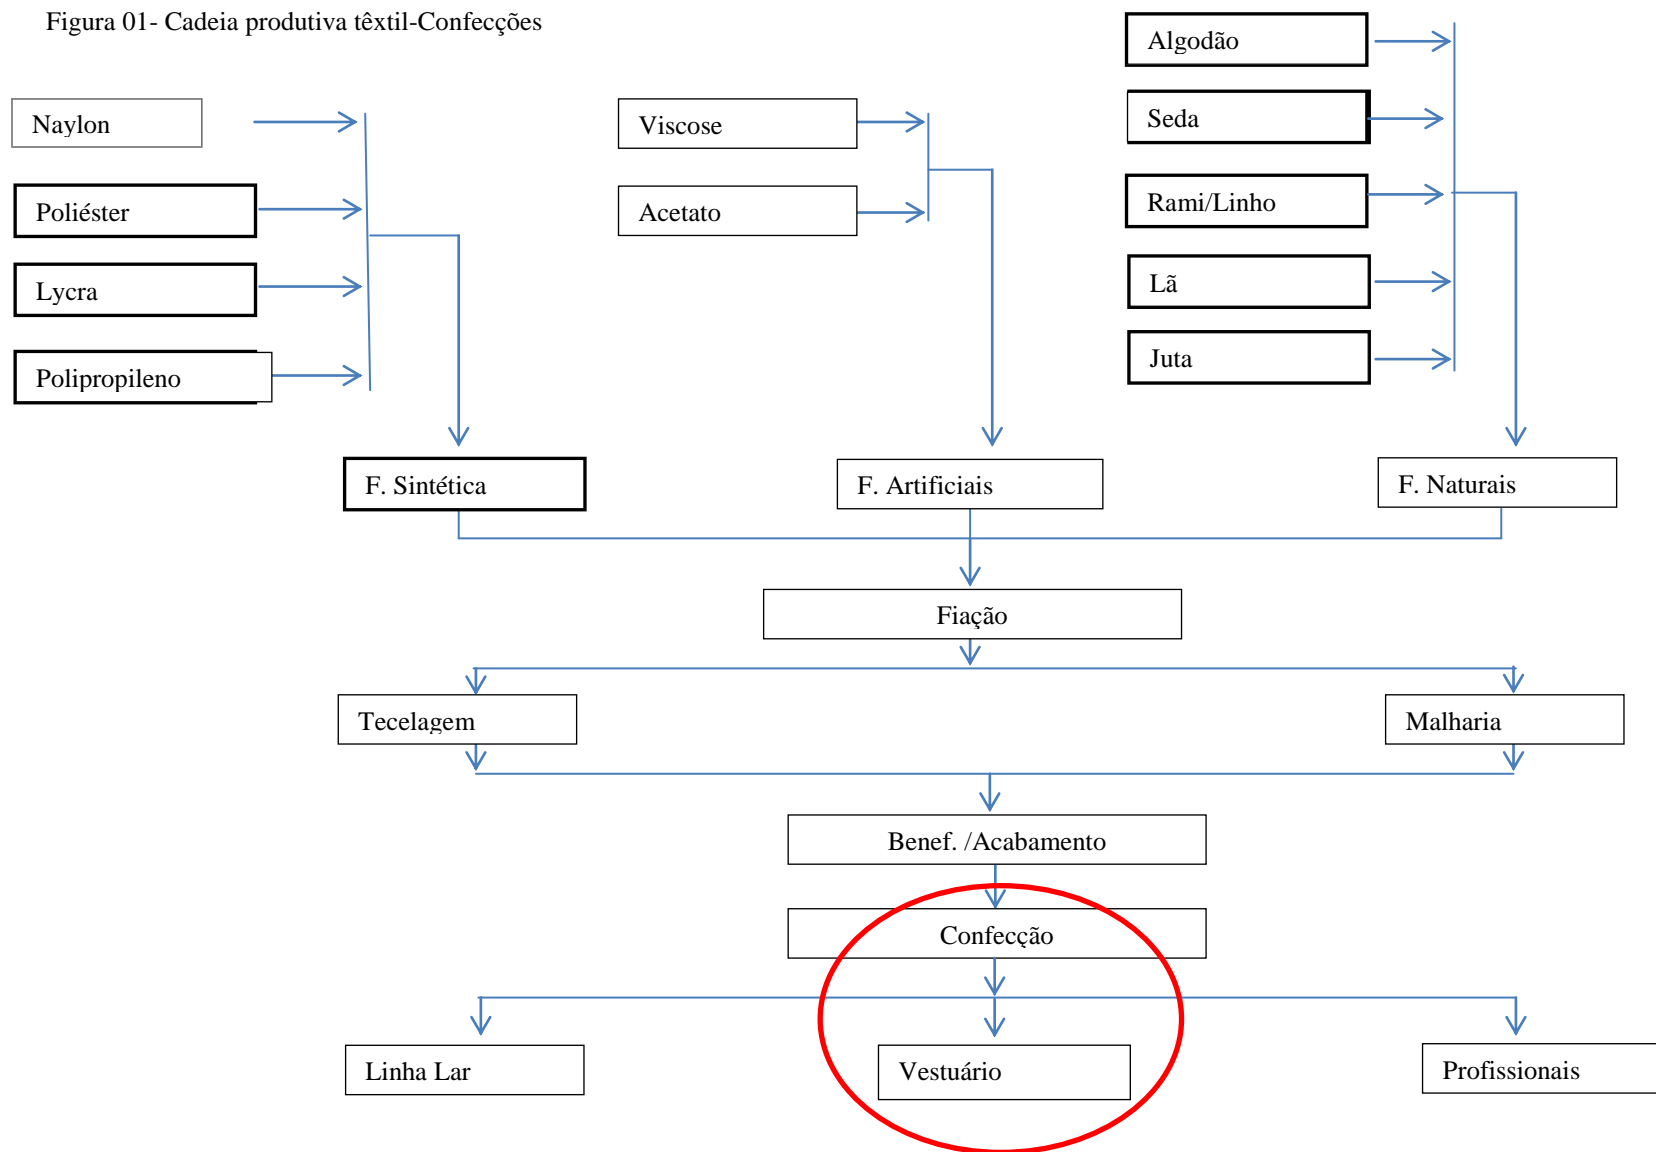 Figura 01- Cadeia produtiva têxtil-Confecções
Algodão
Naylon
Viscose
Seda
Poliéster
Acetato
Rami/Linho
Lycra
Lã
Polipropileno
Juta
F. Sintética
F. Artificiais
F. Naturais
Fiação
Tecelagem
Malharia
Benef. /Acabamento
Confecção
Linha Lar
Vestuário
Profissionais